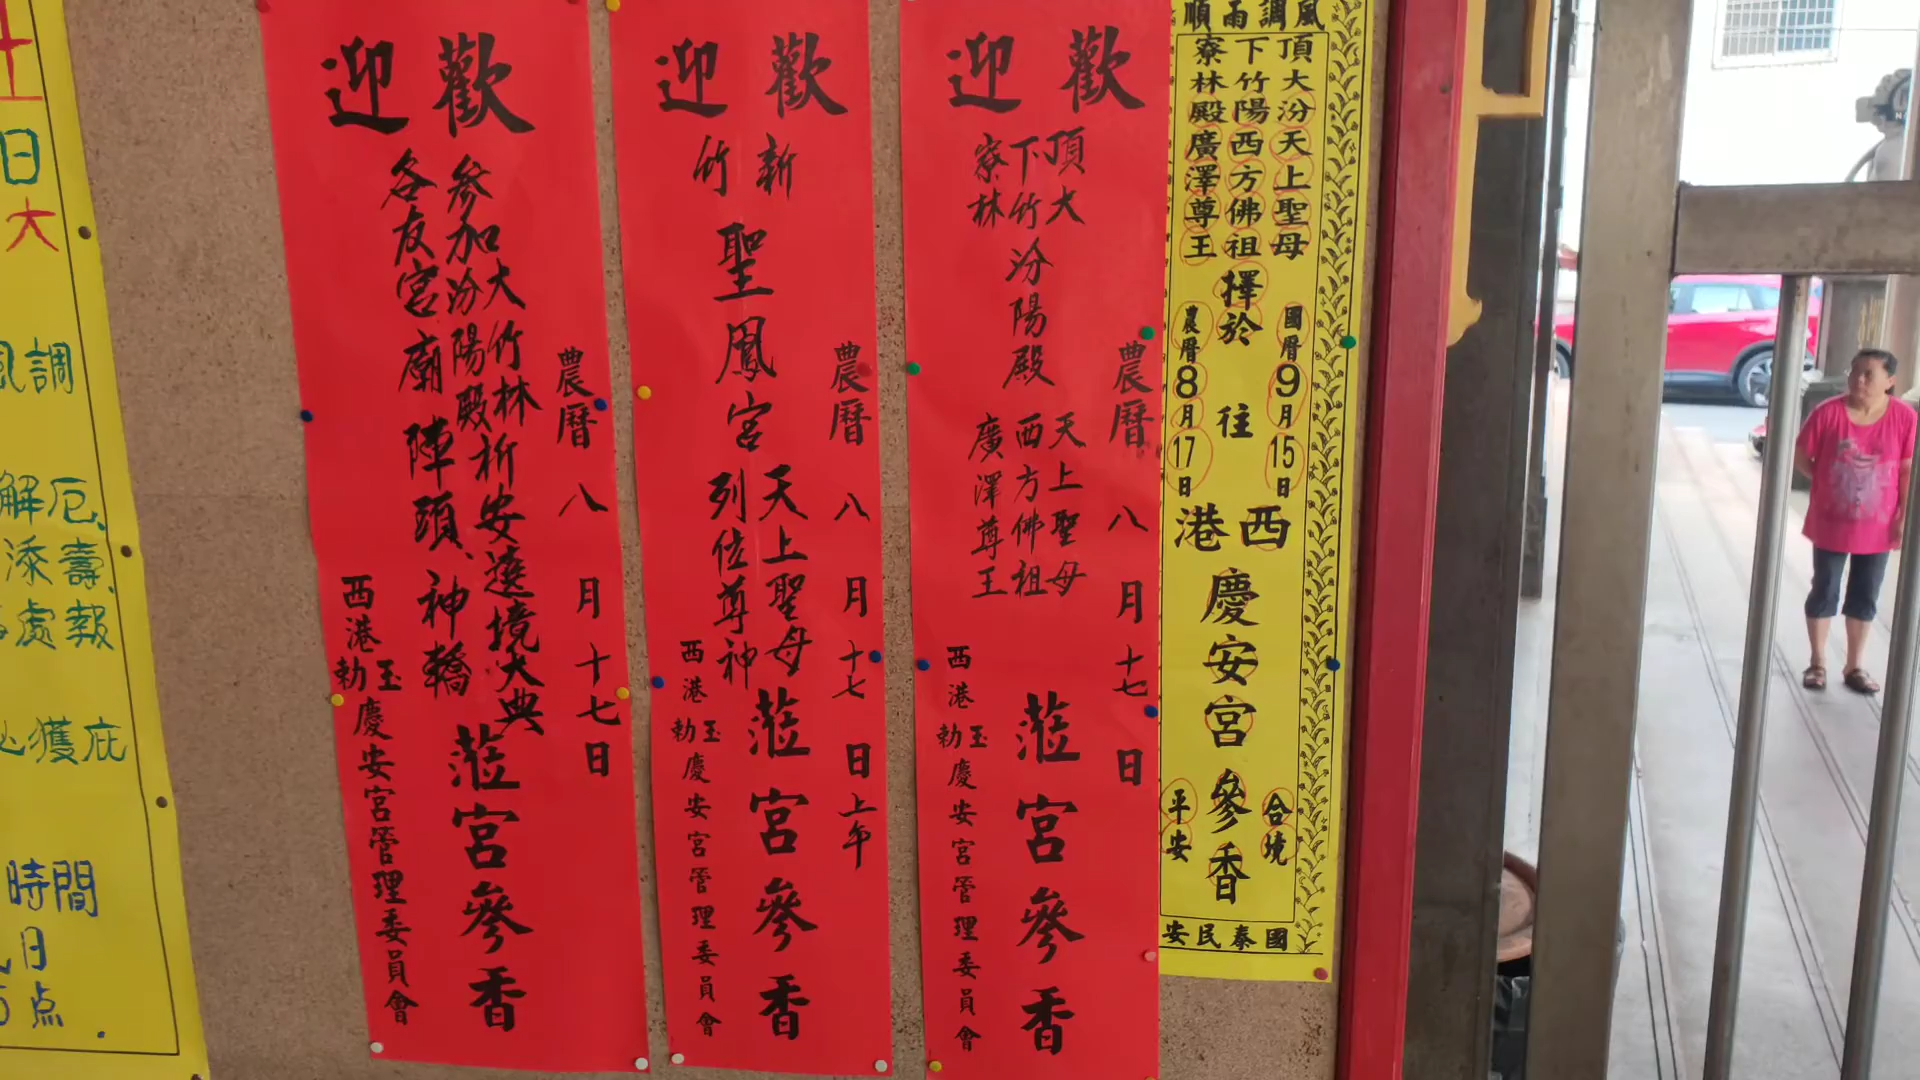 風調雨順
頂大汾天上聖母
下竹陽西方佛祖
寮林殿廣澤尊王
擇於
國曆9月15日
農曆8月17日
往
西港
慶安宮參香
合境
平安
國泰民安
歡迎
頂大
下竹
寮林
汾陽殿
天上聖母
西方佛祖
廣澤尊王
蒞宮參香
農曆八月十七日
西港
玉勅
慶安宮管理委員會
歡迎
新竹
聖鳳宮
天上聖母
列位尊神
蒞宮參香
農曆八月十七日上午
西港
玉勅
慶安宮管理委員會
歡迎
參加大竹林汾陽殿祈安遶境大典
各友宮廟陣頭、神轎
蒞宮參香
農曆八月十七日
西港
玉勅
慶安宮管理委員會
日
大
調
解厄、
添壽、
處報
獲庇
時間
日
点.